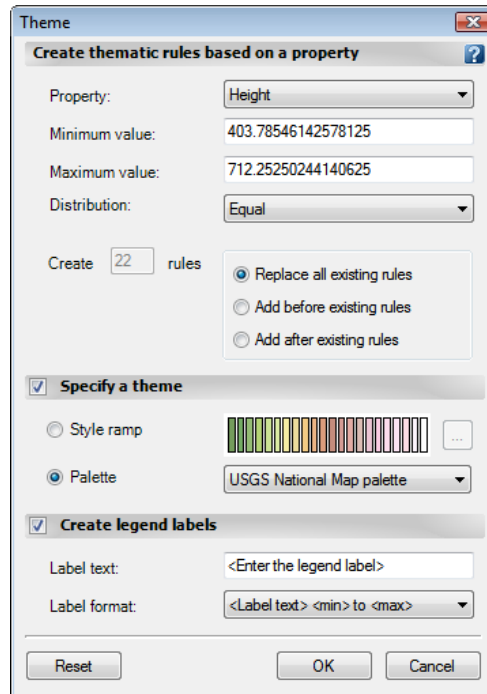 Theme
Create thematic rules based on a property
?
Property: Height
Minimum value: 403.78546142578125
Maximum value: 712.25250244140625
Distribution: Equal
Create 22 rules
Replace all existing rules
Add before existing rules
Add after existing rules
Specify a theme
Style ramp ...
Palette USGS National Map palette
Create legend labels
Label text: <Enter the legend label>
Label format: <Label text> <min> to <max>
Reset OK Cancel